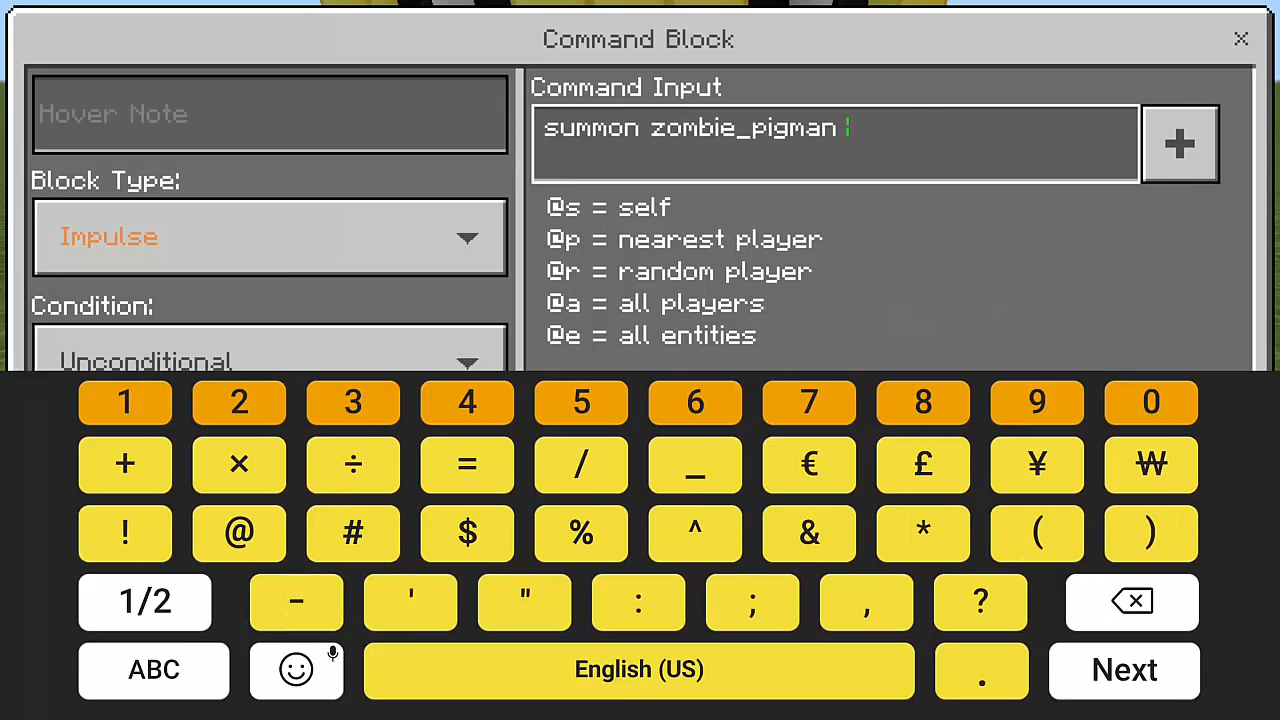 Command Block
Hover Note
Block Type:
Impulse
Condition:
Unconditional
Command Input
summon zombie_pigman
+
@s = self
@p = nearest player
@r = random player
@a = all players
@e = all entities
1 2 3 4 5 6 7 8 9 0
+ × ÷ = / _ € £ ¥ ₩
! @ # $ % ^ & * ( )
1/2 - ' " : ; , ?
ABC English (US) . Next